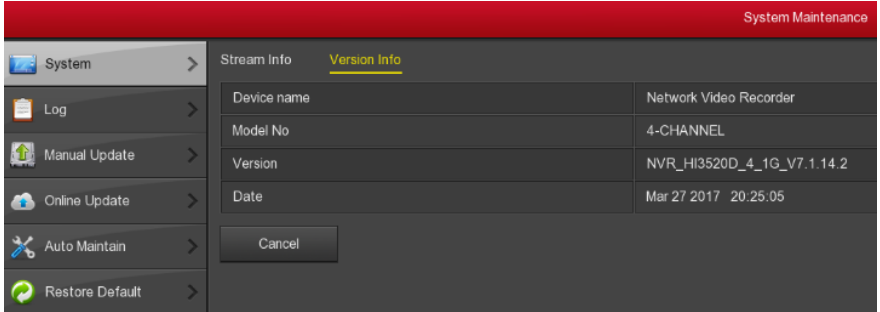 System Maintenance
System
Log
Manual Update
Online Update
Auto Maintain
Restore Default
Stream Info Version Info
Device name Network Video Recorder
Model No 4-CHANNEL
Version NVR_HI3520D_4_1G_V7.1.14.2
Date Mar 27 2017 20:25:05
Cancel